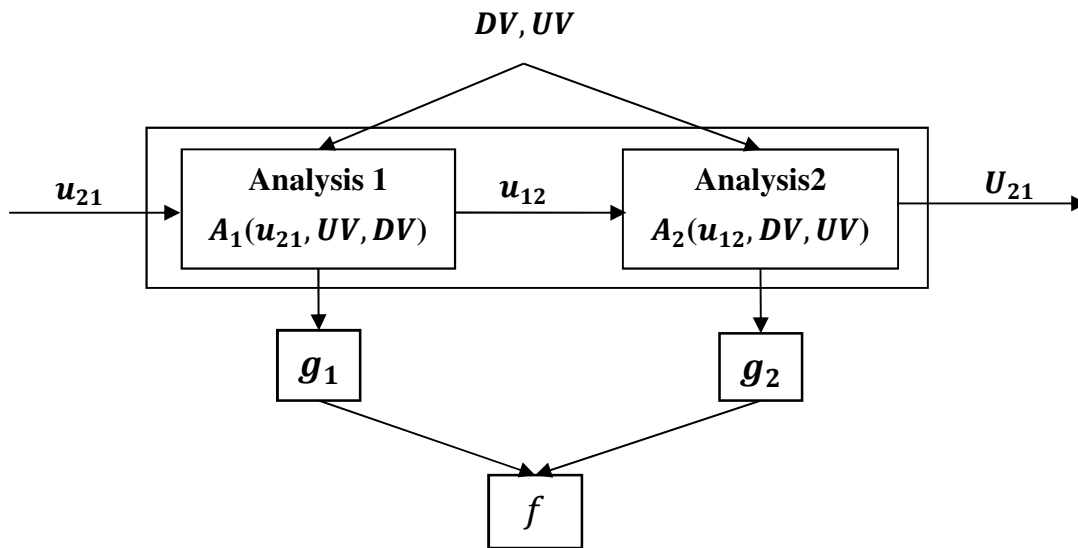 DV, UV
Analysis 1
A₁(u₂₁, UV, DV)
Analysis2
A₂(u₁₂, DV, UV)
u₂₁
u₁₂
U₂₁
g₁
g₂
f